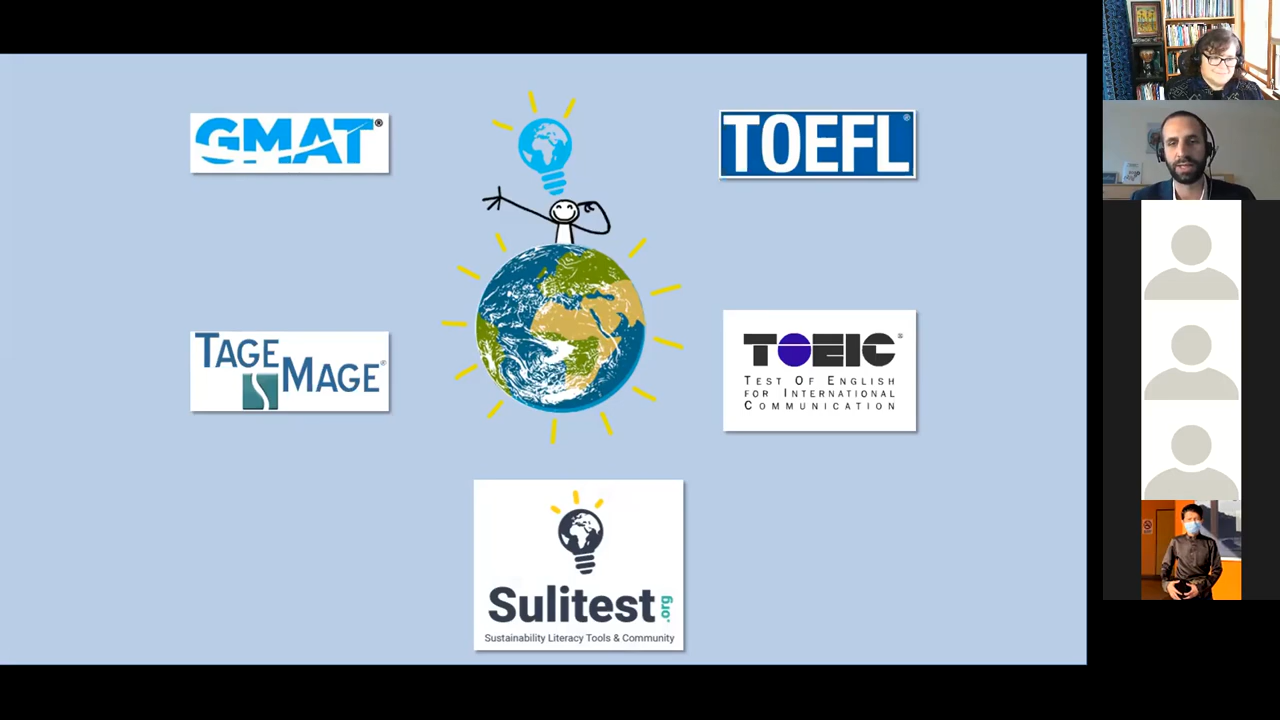 GMAT®
TOEFL®
TAGE
MAGE®
TOEIC®
TEST OF ENGLISH
FOR INTERNATIONAL
COMMUNICATION
Sulitest.org
Sustainability Literacy Tools & Community